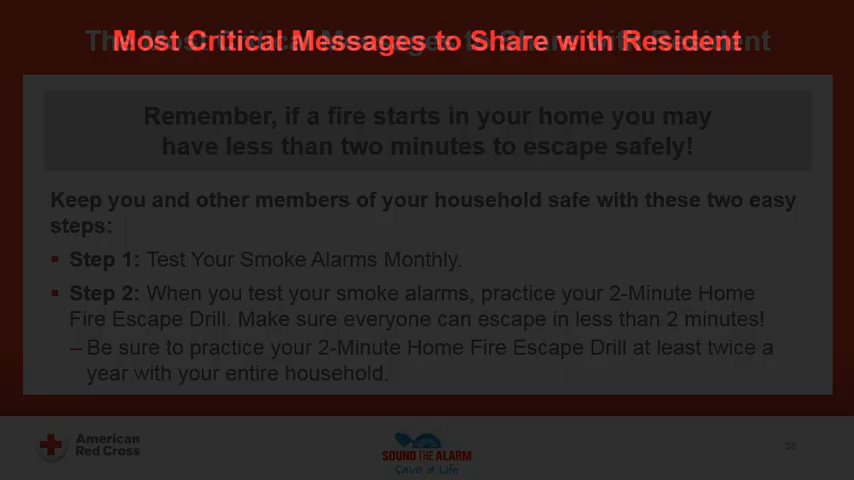 Most Critical Messages to Share with Resident
Remember, if a fire starts in your home you may
have less than two minutes to escape safely!
Keep you and other members of your household safe with these two easy
steps:
Step 1: Test Your Smoke Alarms Monthly.
Step 2: When you test your smoke alarms, practice your 2-Minute Home
Fire Escape Drill. Make sure everyone can escape in less than 2 minutes!
– Be sure to practice your 2-Minute Home Fire Escape Drill at least twice a
year with your entire household.
American
Red Cross
SOUND THE ALARM
Save a Life